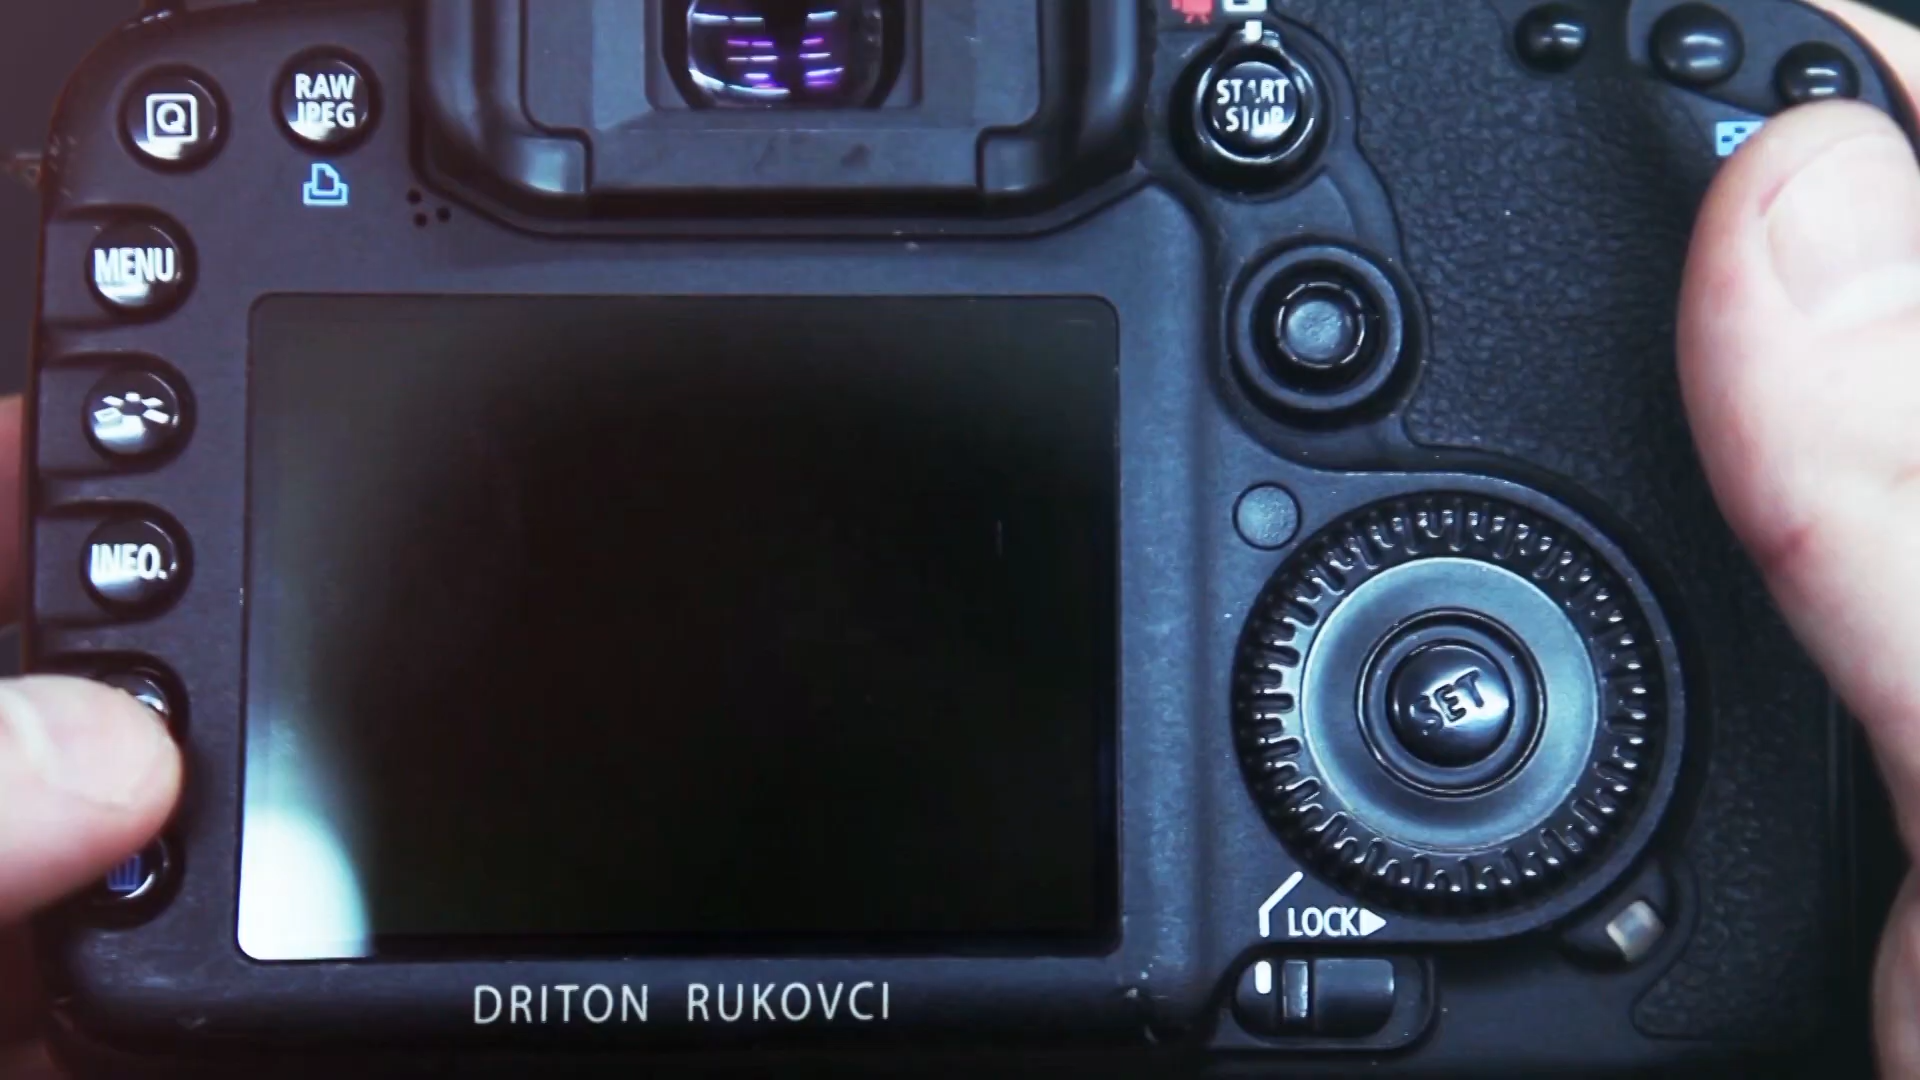 Q
RAW
JPEG
START
STOP
MENU
INFO.
SET
LOCK
DRITON RUKOVCI